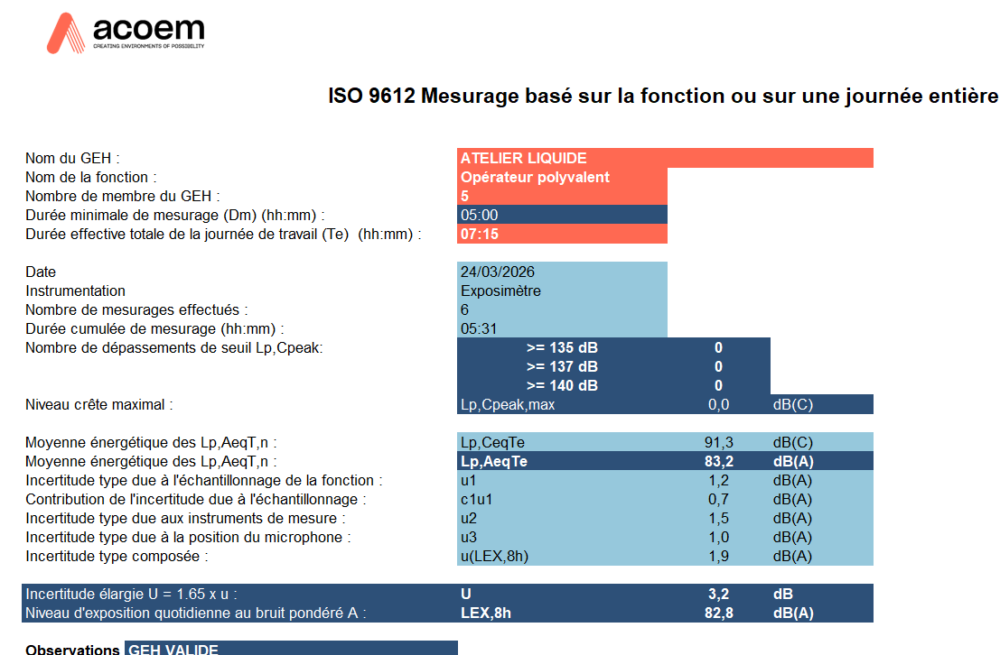 acoem
CREATING ENVIRONMENTS OF POSSIBILITY
ISO 9612 Mesurage basé sur la fonction ou sur une journée entière
Nom du GEH : ATELIER LIQUIDE
Nom de la fonction : Opérateur polyvalent
Nombre de membre du GEH : 5
Durée minimale de mesurage (Dm) (hh:mm) : 05:00
Durée effective totale de la journée de travail (Te) (hh:mm) : 07:15
Date 24/03/2026
Instrumentation Exposimètre
Nombre de mesurages effectués : 6
Durée cumulée de mesurage (hh:mm) : 05:31
Nombre de dépassements de seuil Lp,Cpeak: >= 135 dB 0
>= 137 dB 0
>= 140 dB 0
Niveau crête maximal : Lp,Cpeak,max 0,0 dB(C)
Moyenne énergétique des Lp,AeqT,n : Lp,CeqTe 91,3 dB(C)
Moyenne énergétique des Lp,AeqT,n : Lp,AeqTe 83,2 dB(A)
Incertitude type due à l'échantillonnage de la fonction : u1 1,2 dB(A)
Contribution de l'incertitude due à l'échantillonnage : c1u1 0,7 dB(A)
Incertitude type due aux instruments de mesure : u2 1,5 dB(A)
Incertitude type due à la position du microphone : u3 1,0 dB(A)
Incertitude type composée : u(LEX,8h) 1,9 dB(A)
Incertitude élargie U = 1.65 x u : U 3,2 dB
Niveau d'exposition quotidienne au bruit pondéré A : LEX,8h 82,8 dB(A)
Observations GEH VALIDE